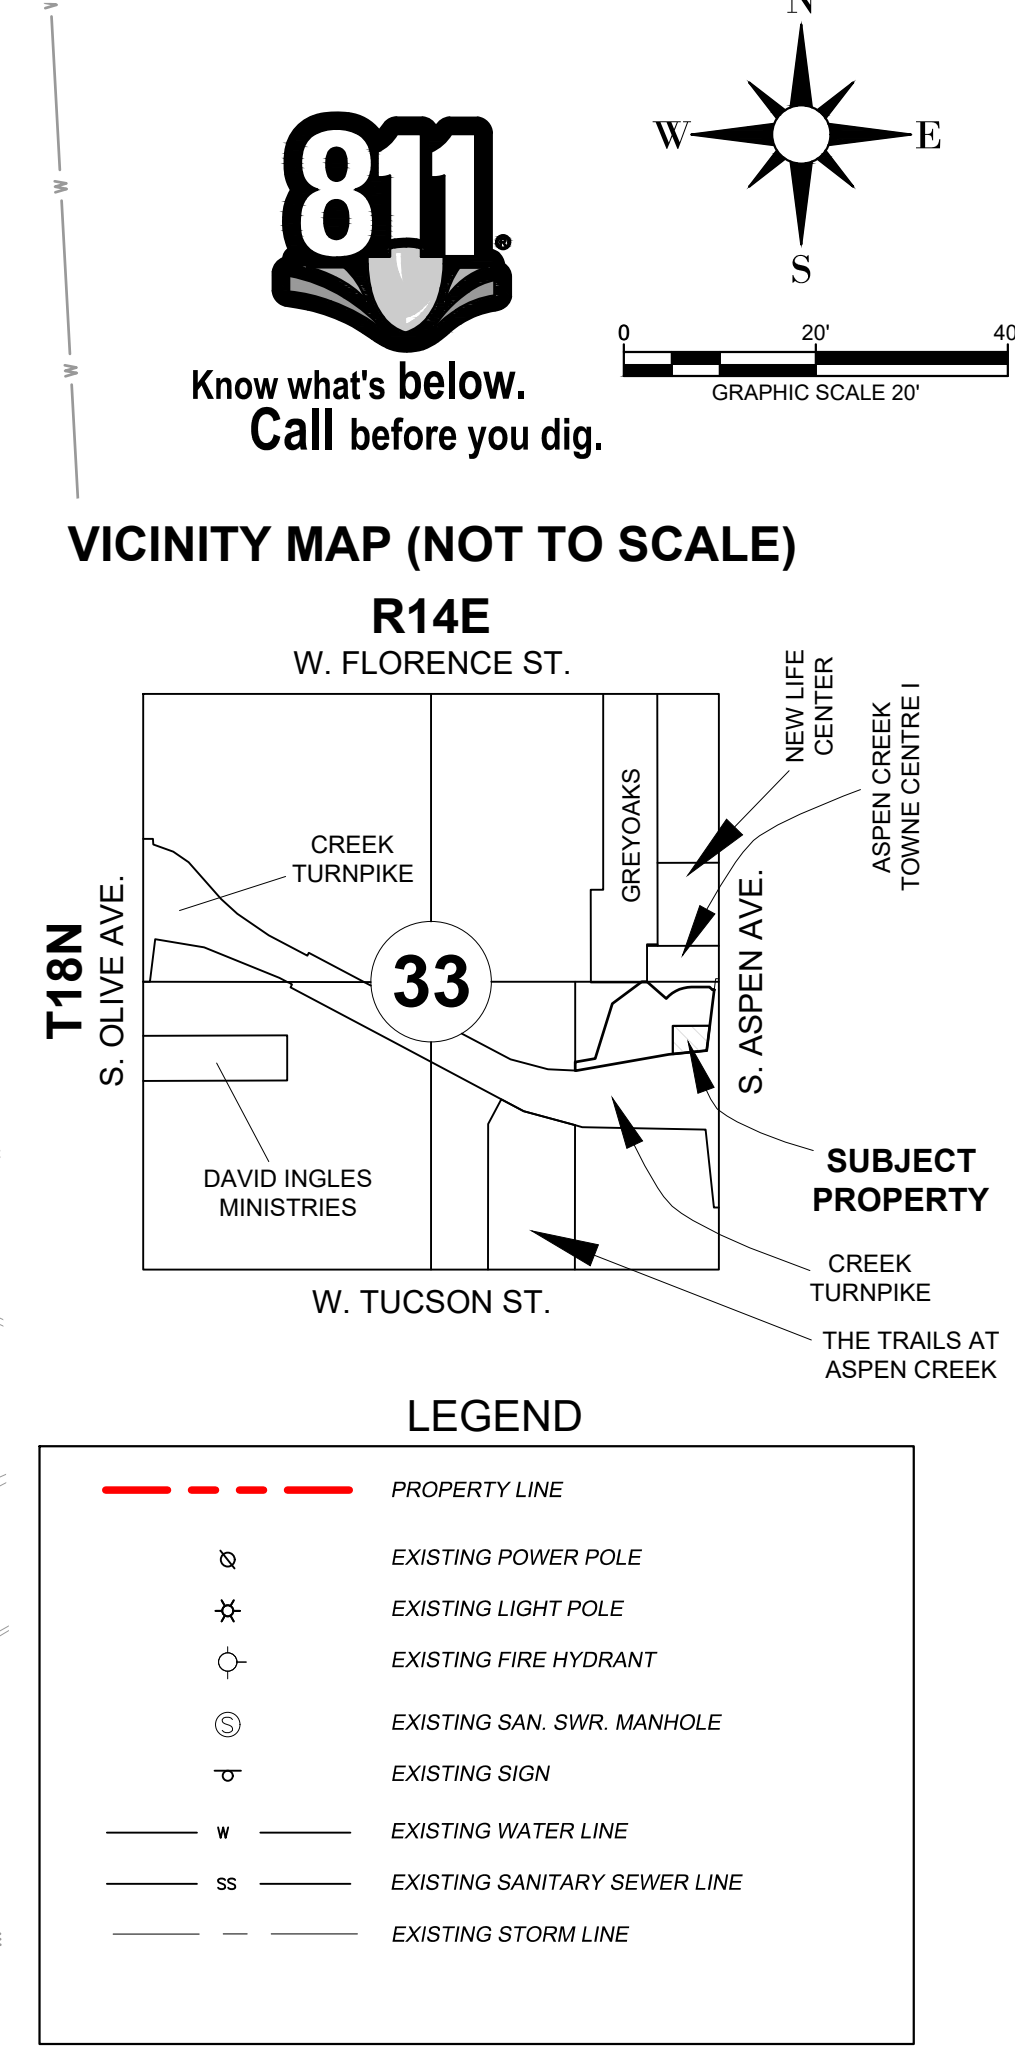 N
W
E
S
W
W
W
811®
Know what's below.
Call before you dig.
0 20' 40
GRAPHIC SCALE 20'
VICINITY MAP (NOT TO SCALE)
R14E
W. FLORENCE ST.
T18N
S. OLIVE AVE.
CREEK
TURNPIKE
GREYOAKS
NEW LIFE
CENTER
ASPEN CREEK
TOWNE CENTRE I
S. ASPEN AVE.
33
DAVID INGLES
MINISTRIES
SUBJECT
PROPERTY
CREEK
TURNPIKE
W. TUCSON ST.
THE TRAILS AT
ASPEN CREEK
LEGEND
PROPERTY LINE
EXISTING POWER POLE
EXISTING LIGHT POLE
EXISTING FIRE HYDRANT
S EXISTING SAN. SWR. MANHOLE
EXISTING SIGN
W EXISTING WATER LINE
SS EXISTING SANITARY SEWER LINE
EXISTING STORM LINE